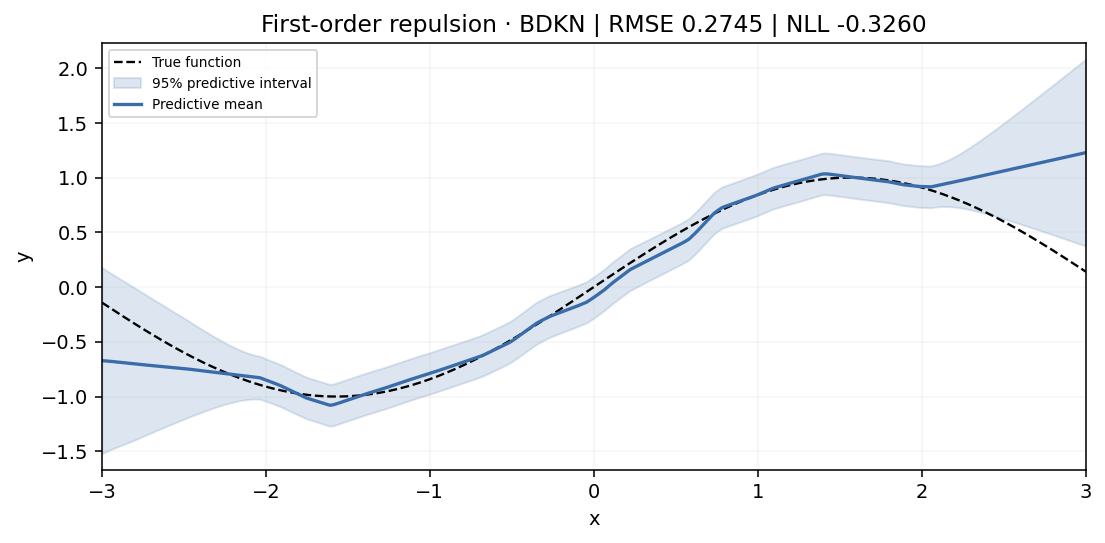 First-order repulsion · BDKN | RMSE 0.2745 | NLL -0.3260
True function
95% predictive interval
Predictive mean
y
2.0
1.5
1.0
0.5
0.0
−0.5
−1.0
−1.5
−3 −2 −1 0 1 2 3
x